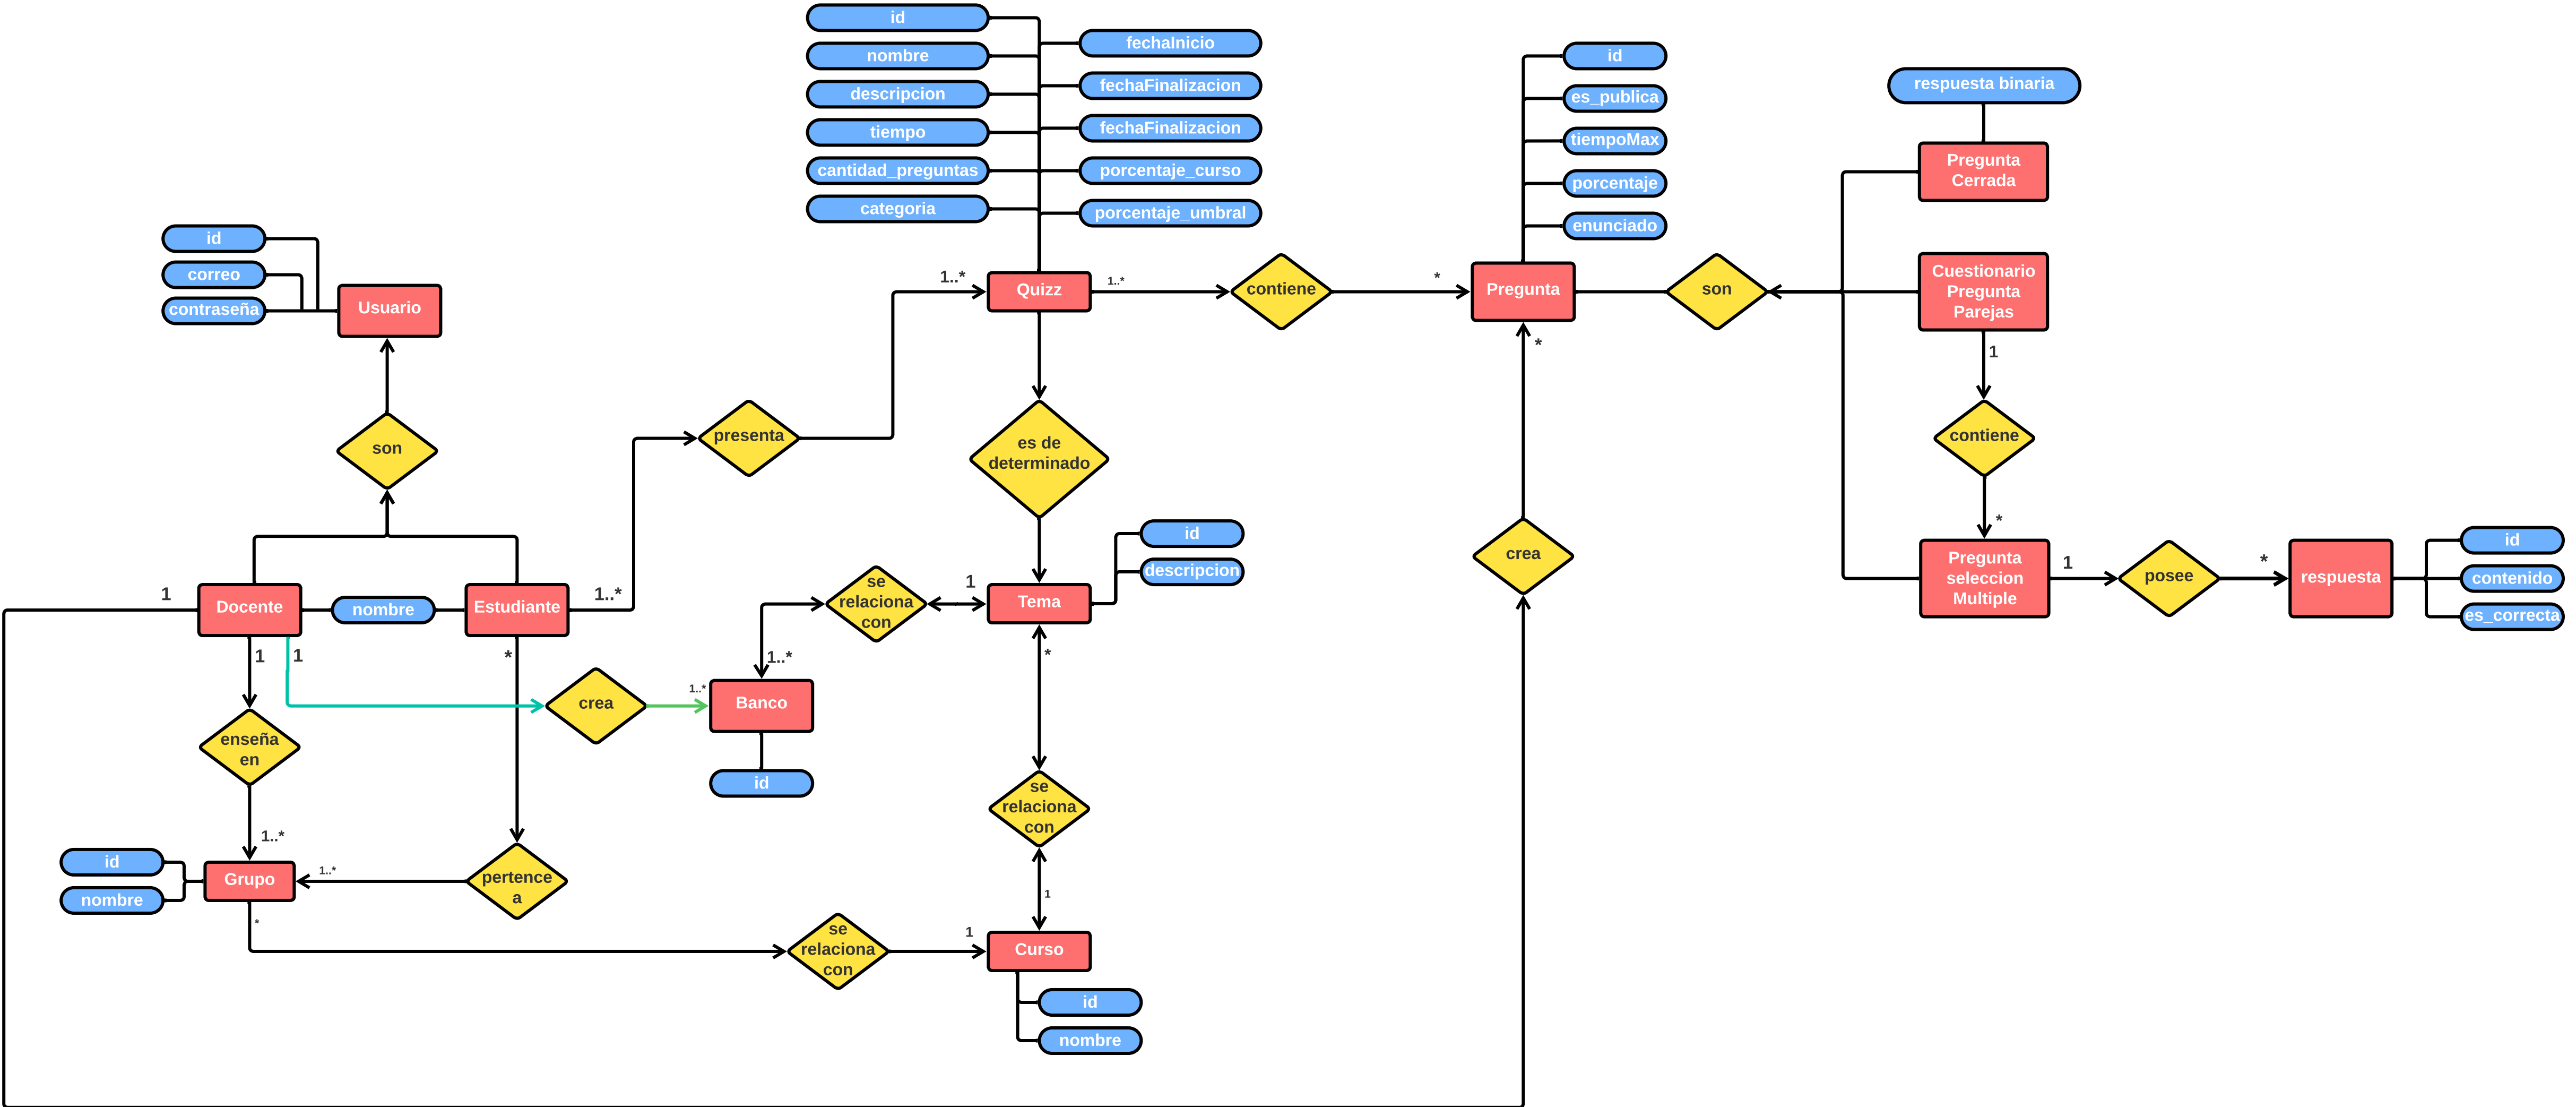 id
nombre
descripcion
tiempo
cantidad_preguntas
categoria
fechaInicio
fechaFinalizacion
fechaFinalizacion
porcentaje_curso
porcentaje_umbral
id
es_publica
tiempoMax
porcentaje
enunciado
respuesta binaria
Pregunta
Cerrada
id
correo
contraseña
Usuario
1..*
Quizz
1..*
contiene
*
Pregunta
son
Cuestionario
Pregunta
Parejas
1
*
son
presenta
es de
determinado
contiene
*
crea
id
descripcion
1
Docente
nombre
Estudiante
1..*
se
relaciona
con
1
Tema
Pregunta
seleccion
Multiple
1
posee
*
respuesta
id
contenido
es_correcta
1
1
*
1..*
*
crea
1..*
Banco
id
enseña
en
se
relaciona
con
1..*
id
nombre
Grupo
1..*
pertence
a
*
1
se
relaciona
con
1
Curso
id
nombre